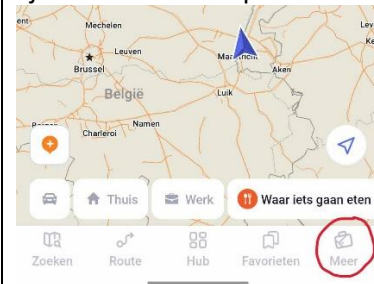 Mechelen
Leuven
Brussel
Aken
België
Luik
Namen
Charleroi
Thuis
Werk
Waar iets gaan eten
Zoeken
Route
Hub
Favorieten
Meer